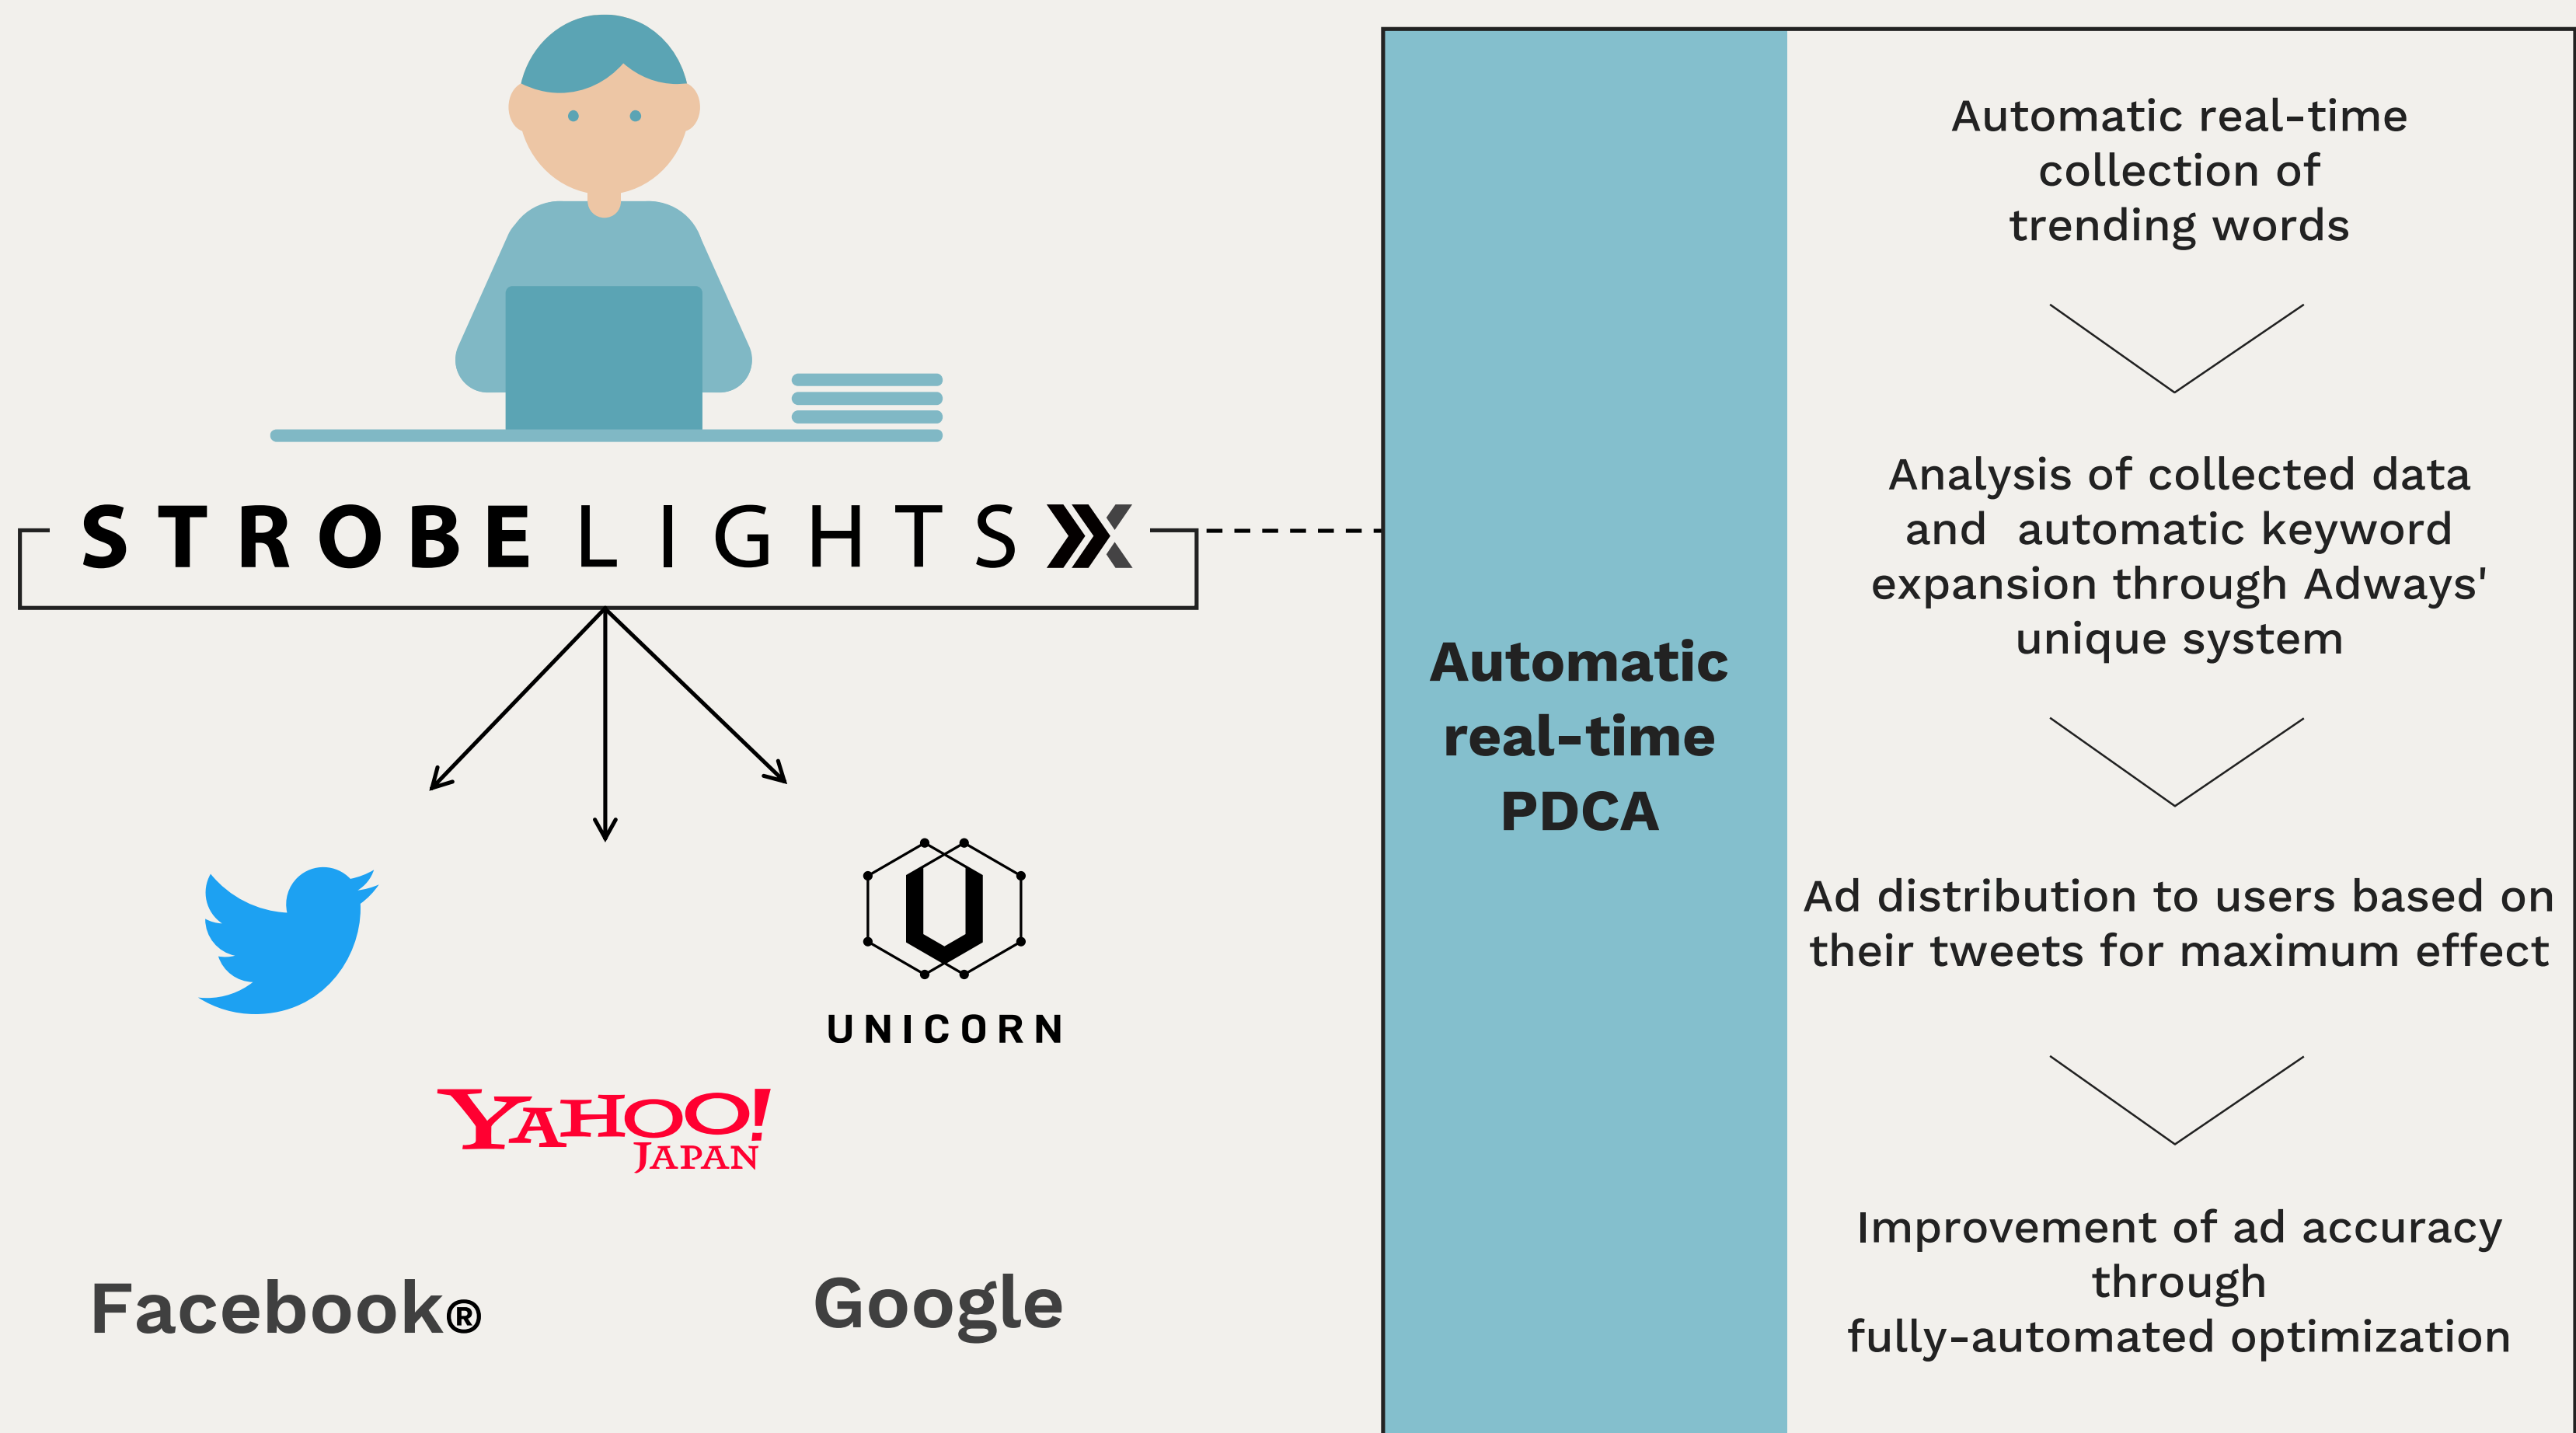 STROBELIGHTS X
UNICORN
YAHOO!
JAPAN
Facebook®
Google
Automatic
real-time
PDCA
Automatic real-time
collection of
trending words
Analysis of collected data
and automatic keyword
expansion through Adways'
unique system
Ad distribution to users based on
their tweets for maximum effect
Improvement of ad accuracy
through
fully-automated optimization